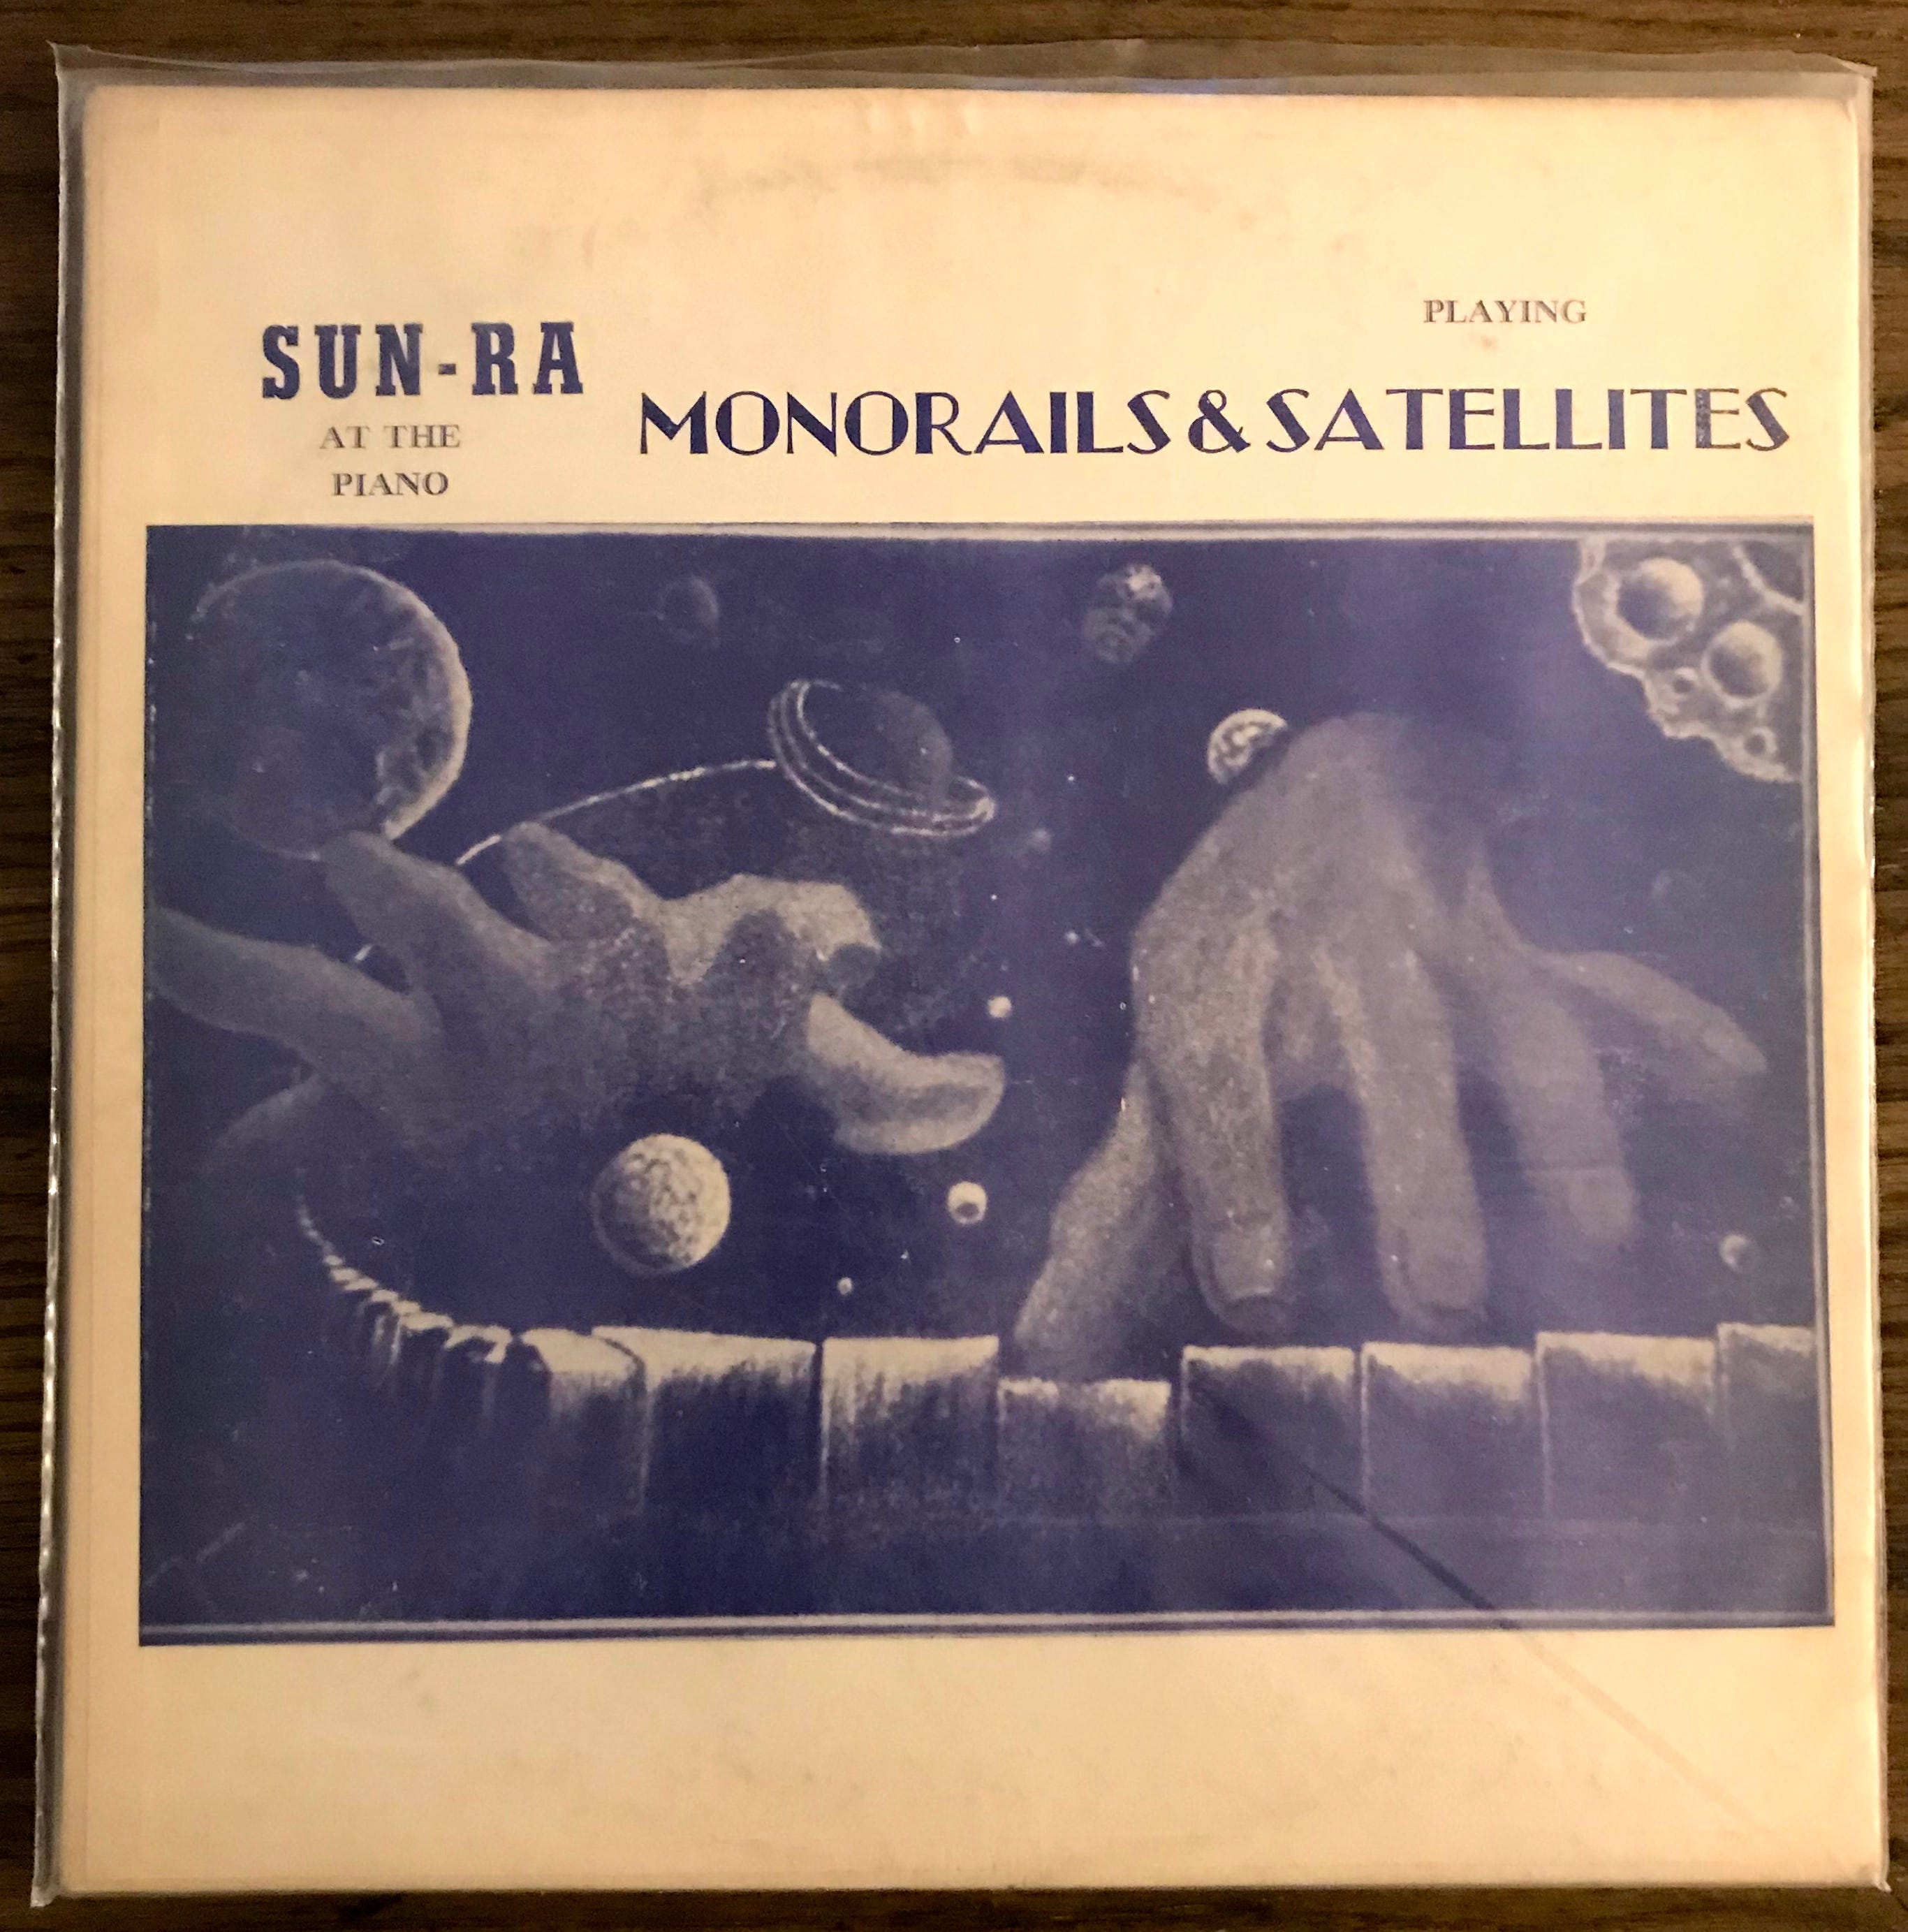 SUN-RA
AT THE
PIANO
PLAYING
MONORAILS & SATELLITES